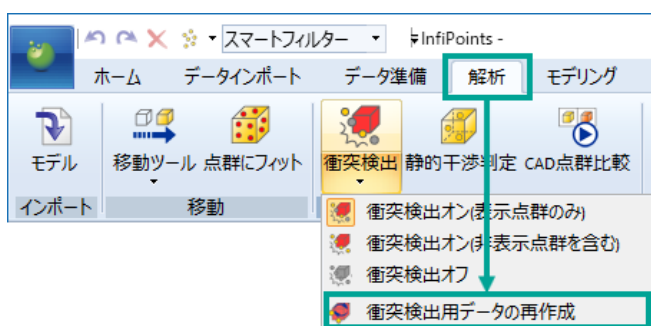 スマートフィルター InfiPoints -
ホーム データインポート データ準備 解析 モデリング
モデル 移動ツール 点群にフィット 衝突検出 静的干渉判定 CAD点群比較
インポート 移動
衝突検出オン(表示点群のみ)
衝突検出オン(非表示点群を含む)
衝突検出オフ
衝突検出用データの再作成